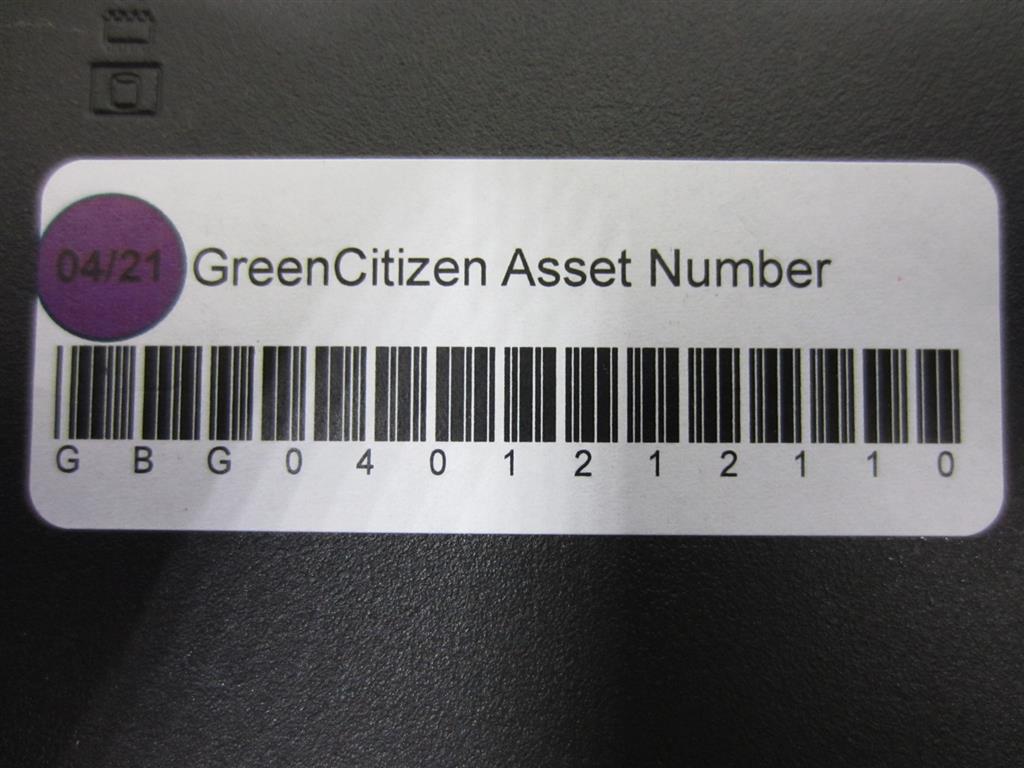 04/21 GreenCitizen Asset Number
G B G 0 4 0 1 2 1 2 1 1 0